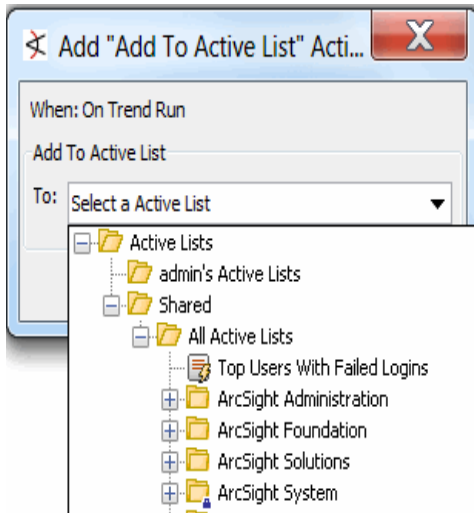 Add "Add To Active List" Acti...
When: On Trend Run
Add To Active List
To: Select a Active List
Active Lists
admin's Active Lists
Shared
All Active Lists
Top Users With Failed Logins
ArcSight Administration
ArcSight Foundation
ArcSight Solutions
ArcSight System